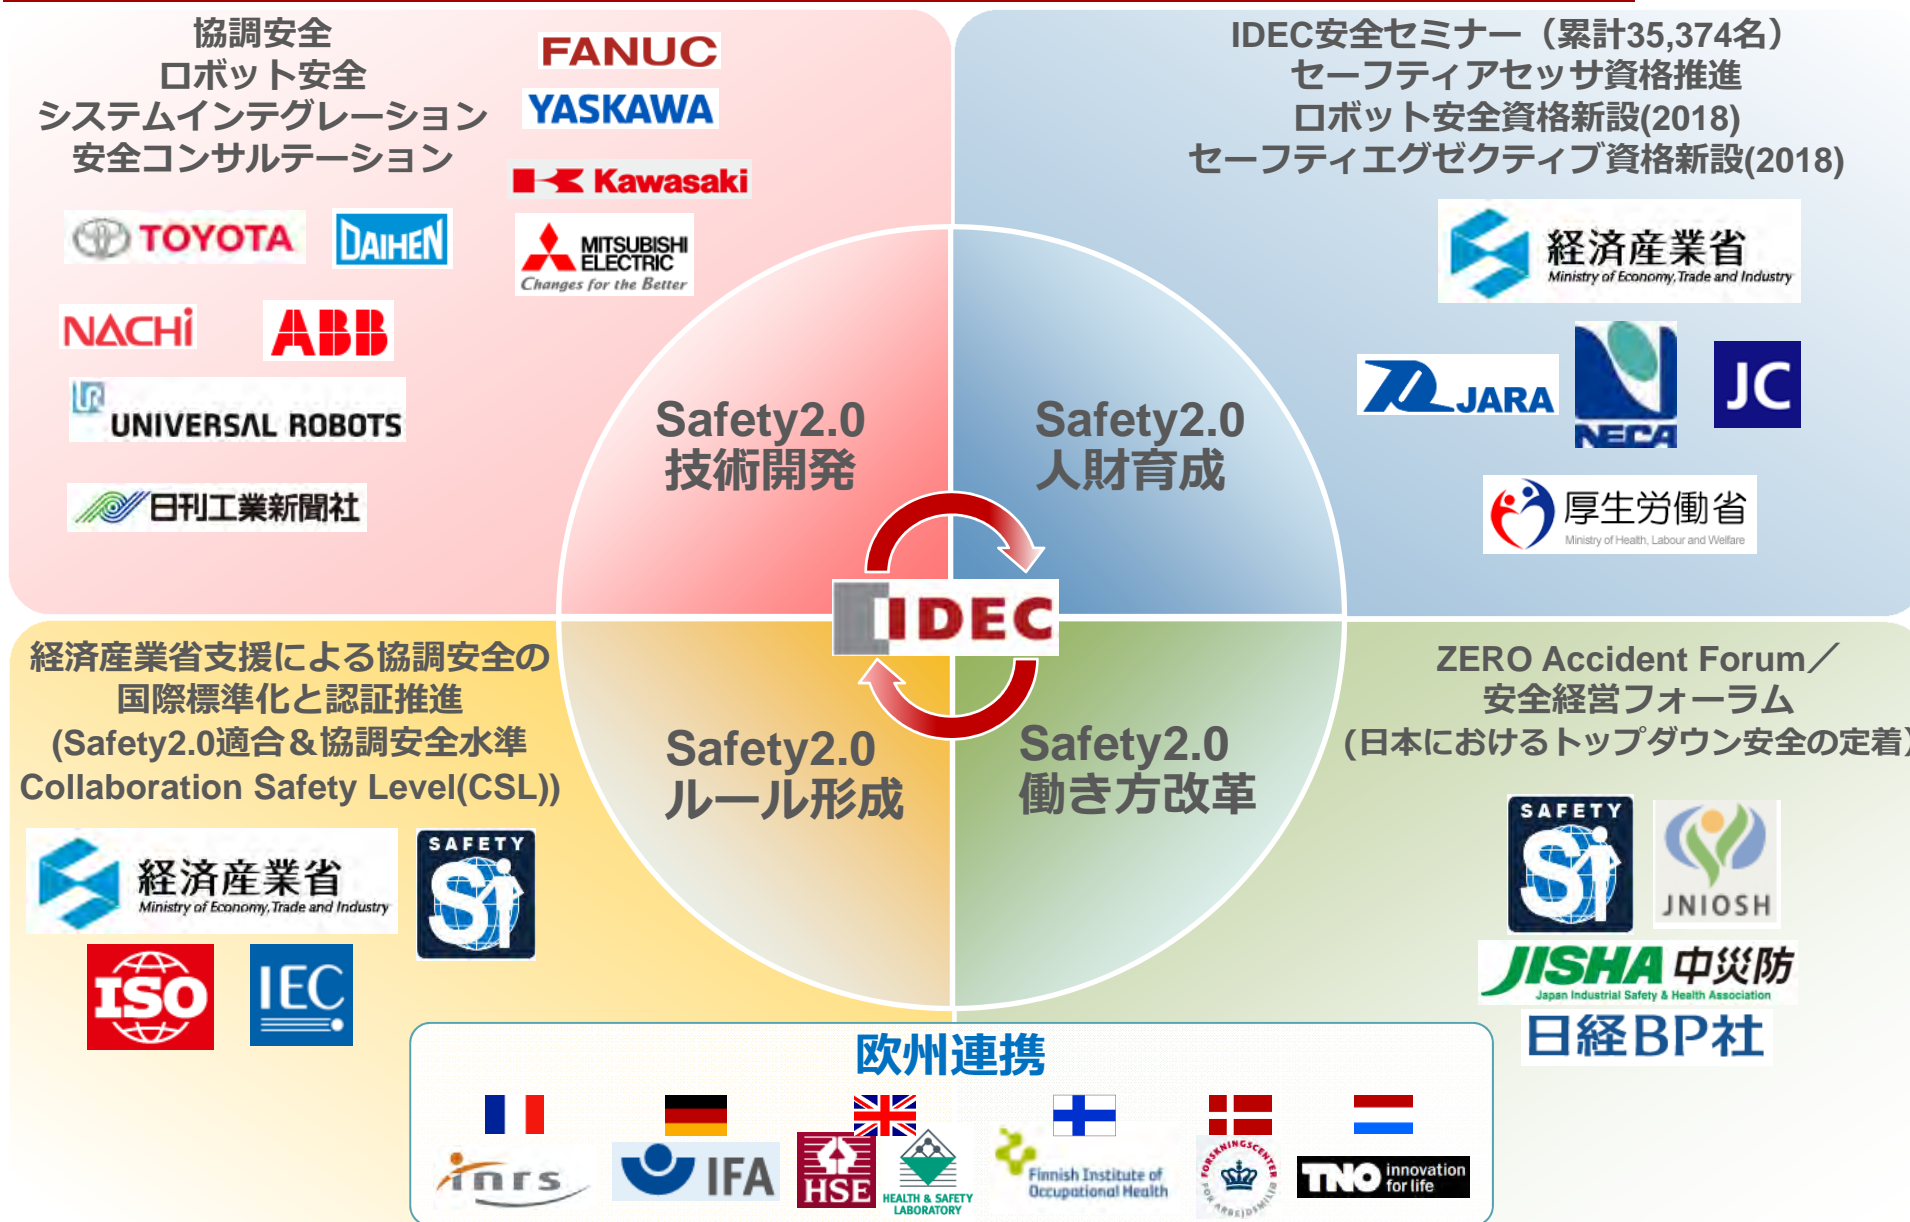 協調安全
ロボット安全
システムインテグレーション
安全コンサルテーション
FANUC
YASKAWA
Kawasaki
TOYOTA
DAIHEN
MITSUBISHI
ELECTRIC
Changes for the Better
NACHi
ABB
UR
UNIVERSAL ROBOTS
日刊工業新聞社
Safety2.0
技術開発
IDEC安全セミナー（累計35,374名）
セーフティアセッサ資格推進
ロボット安全資格新設(2018)
セーフティエグゼクティブ資格新設(2018)
経済産業省
Ministry of Economy, Trade and Industry
JARA
NECA
JC
厚生労働省
Ministry of Health, Labour and Welfare
Safety2.0
人財育成
IDEC
経済産業省支援による協調安全の
国際標準化と認証推進
(Safety2.0適合＆協調安全水準
Collaboration Safety Level(CSL))
経済産業省
Ministry of Economy, Trade and Industry
SAFETY
Si
ISO
IEC
Safety2.0
ルール形成
Safety2.0
働き方改革
ZERO Accident Forum／
安全経営フォーラム
(日本におけるトップダウン安全の定着)
SAFETY
Si
JNIOSH
JISHA 中災防
Japan Industrial Safety & Health Association
日経BP社
欧州連携
inrs
IFA
HSE
HEALTH & SAFETY
LABORATORY
Finnish Institute of
Occupational Health
FORSKNINGSCENTER
FOR ARBEJDSMILJØ
TNO innovation
for life